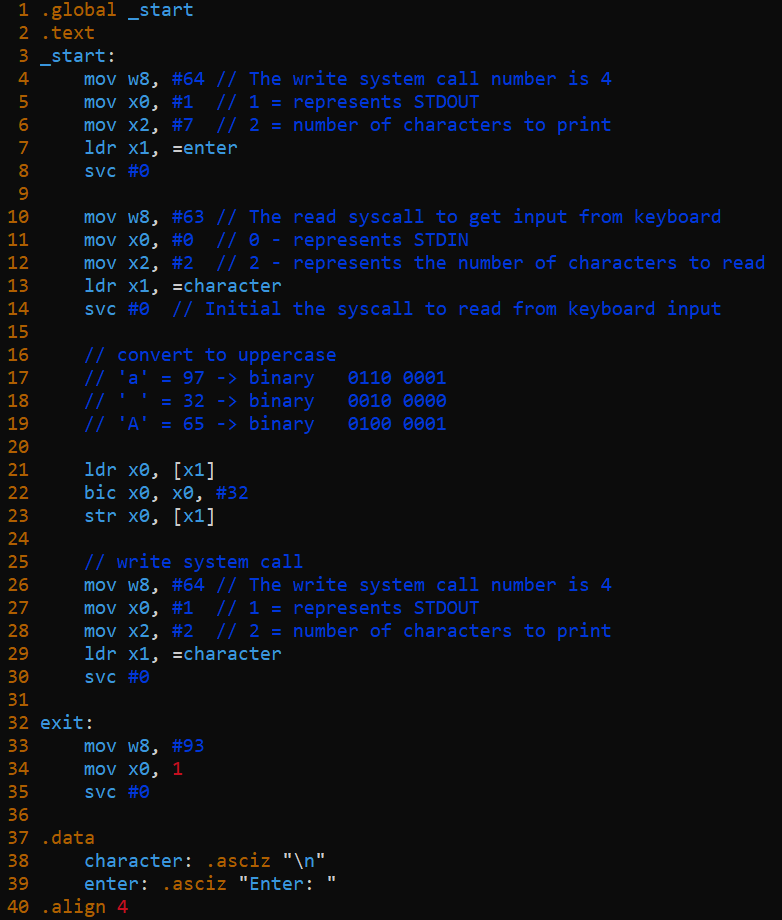 1 .global _start
2 .text
3 _start:
4     mov w8, #64 // The write system call number is 4
5     mov x0, #1  // 1 = represents STDOUT
6     mov x2, #7  // 2 = number of characters to print
7     ldr x1, =enter
8     svc #0
9
10     mov w8, #63 // The read syscall to get input from keyboard
11     mov x0, #0  // 0 - represents STDIN
12     mov x2, #2  // 2 - represents the number of characters to read
13     ldr x1, =character
14     svc #0  // Initial the syscall to read from keyboard input
15
16     // convert to uppercase
17     // 'a' = 97 -> binary   0110 0001
18     // ' ' = 32 -> binary   0010 0000
19     // 'A' = 65 -> binary   0100 0001
20
21     ldr x0, [x1]
22     bic x0, x0, #32
23     str x0, [x1]
24
25     // write system call
26     mov w8, #64 // The write system call number is 4
27     mov x0, #1  // 1 = represents STDOUT
28     mov x2, #2  // 2 = number of characters to print
29     ldr x1, =character
30     svc #0
31
32 exit:
33     mov w8, #93
34     mov x0, 1
35     svc #0
36
37 .data
38     character: .asciz "\n"
39     enter: .asciz "Enter: "
40 .align 4